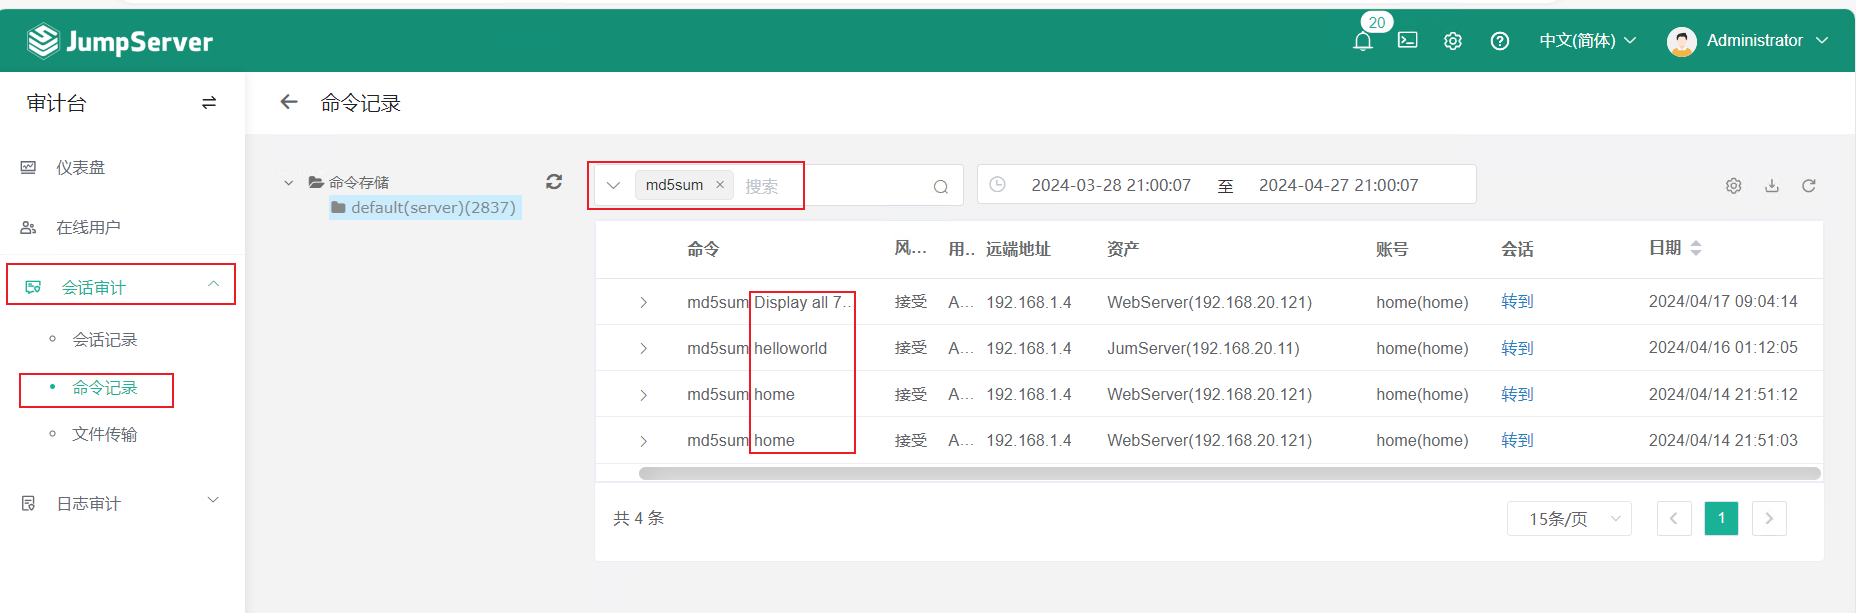 JumpServer
20
中文(简体)
Administrator
审计台
命令记录
仪表盘
在线用户
会话审计
会话记录
命令记录
文件传输
日志审计
命令存储
default(server)(2837)
md5sum × 搜索
2024-03-28 21:00:07 至 2024-04-27 21:00:07
命令 风... 用.. 远端地址 资产 账号 会话 日期
md5sum Display all 7... 接受 A... 192.168.1.4 WebServer(192.168.20.121) home(home) 转到 2024/04/17 09:04:14
md5sum helloworld 接受 A... 192.168.1.4 JumServer(192.168.20.11) home(home) 转到 2024/04/16 01:12:05
md5sum home 接受 A... 192.168.1.4 WebServer(192.168.20.121) home(home) 转到 2024/04/14 21:51:12
md5sum home 接受 A... 192.168.1.4 WebServer(192.168.20.121) home(home) 转到 2024/04/14 21:51:03
共 4 条
15条/页
1